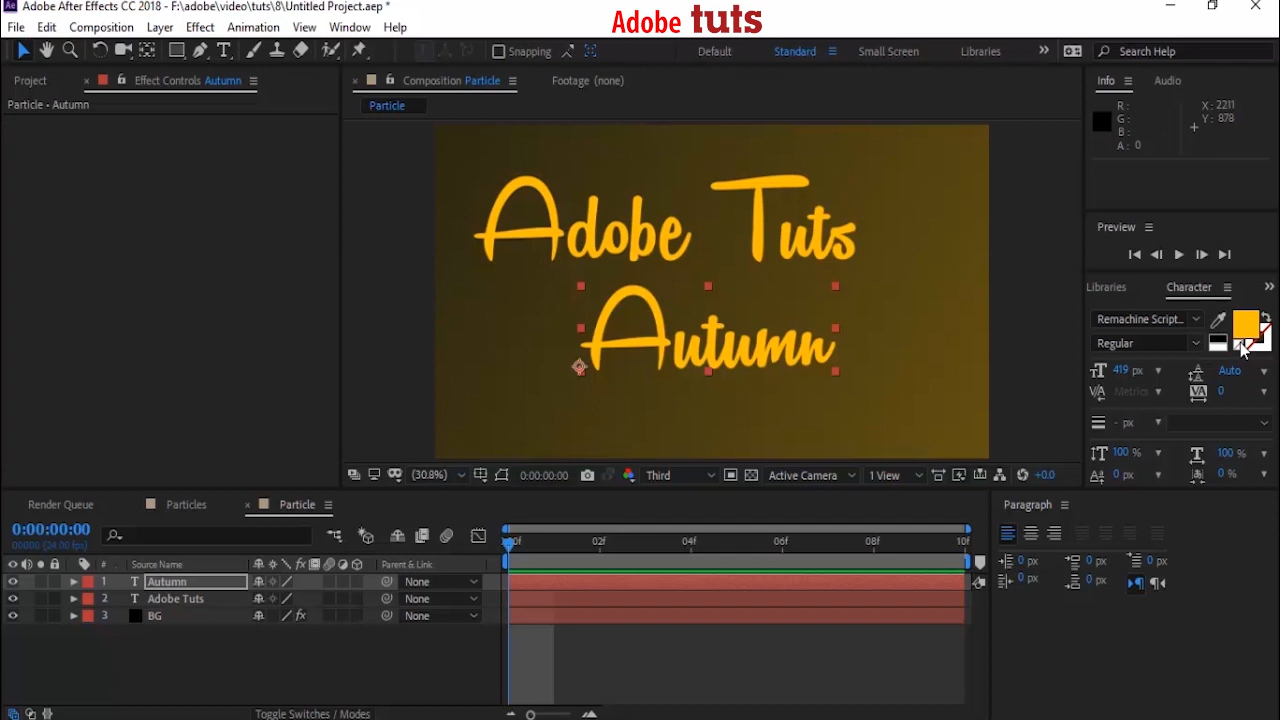 Adobe After Effects CC 2018 - F:\adobe\video\tuts\8\Untitled Project.aep *
Adobe tuts
File Edit Composition Layer Effect Animation View Window Help
Snapping Default Standard Small Screen Libraries Search Help
Project Effect Controls Autumn Composition Particle Footage (none) Info Audio
Particle - Autumn Particle
R : X : 2211
G : Y : 878
B :
A : 0
Adobe Tuts
Autumn
Preview
Libraries Character
Remachine Script...
Regular
419 px Auto
Metrics 0
- px
100 % 100 %
0 px 0 %
(30.8%) 0:00:00:00 Third Active Camera 1 View +0.0
Render Queue Particles Particle Paragraph
0:00:00:00
00000 (24.00 fps)
02f 04f 06f 08f 10f
# Source Name Parent & Link
1 T Autumn None
2 T Adobe Tuts None
3 BG None
0 px 0 px 0 px
0 px 0 px
Toggle Switches / Modes